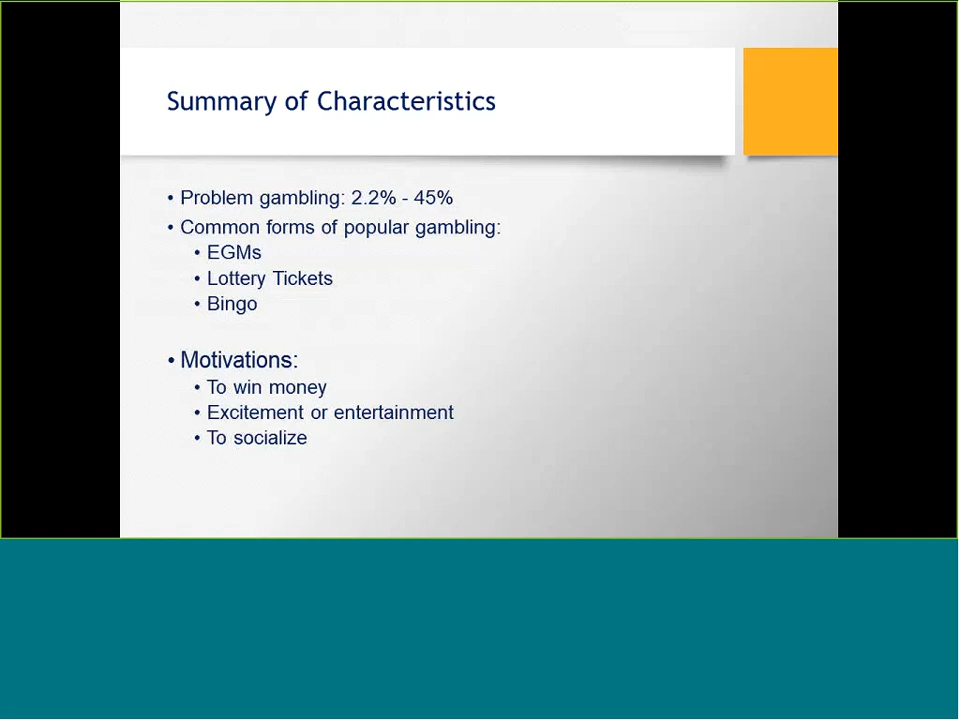 Summary of Characteristics
• Problem gambling: 2.2% - 45%
• Common forms of popular gambling:
• EGMs
• Lottery Tickets
• Bingo
• Motivations:
• To win money
• Excitement or entertainment
• To socialize